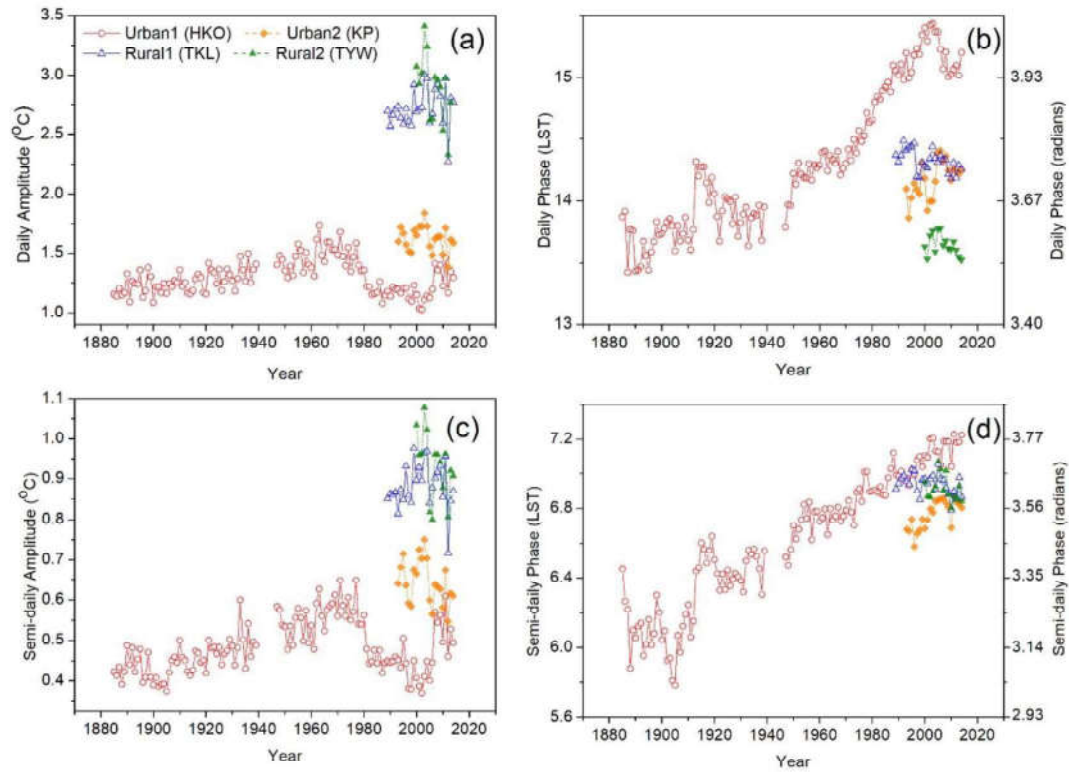 (a)
Urban1 (HKO) Urban2 (KP)
Rural1 (TKL) Rural2 (TYW)
Daily Amplitude (°C)
3.5
3.0
2.5
2.0
1.5
1.0
1880 1900 1920 1940 1960 1980 2000 2020
Year
(b)
Daily Phase (LST)
15
14
13
Daily Phase (radians)
3.93
3.67
3.40
1880 1900 1920 1940 1960 1980 2000 2020
Year
(c)
Semi-daily Amplitude (°C)
1.1
1.0
0.9
0.8
0.7
0.6
0.5
0.4
1880 1900 1920 1940 1960 1980 2000 2020
Year
(d)
Semi-daily Phase (LST)
7.2
6.8
6.4
6.0
5.6
Semi-daily Phase (radians)
3.77
3.56
3.35
3.14
2.93
1880 1900 1920 1940 1960 1980 2000 2020
Year